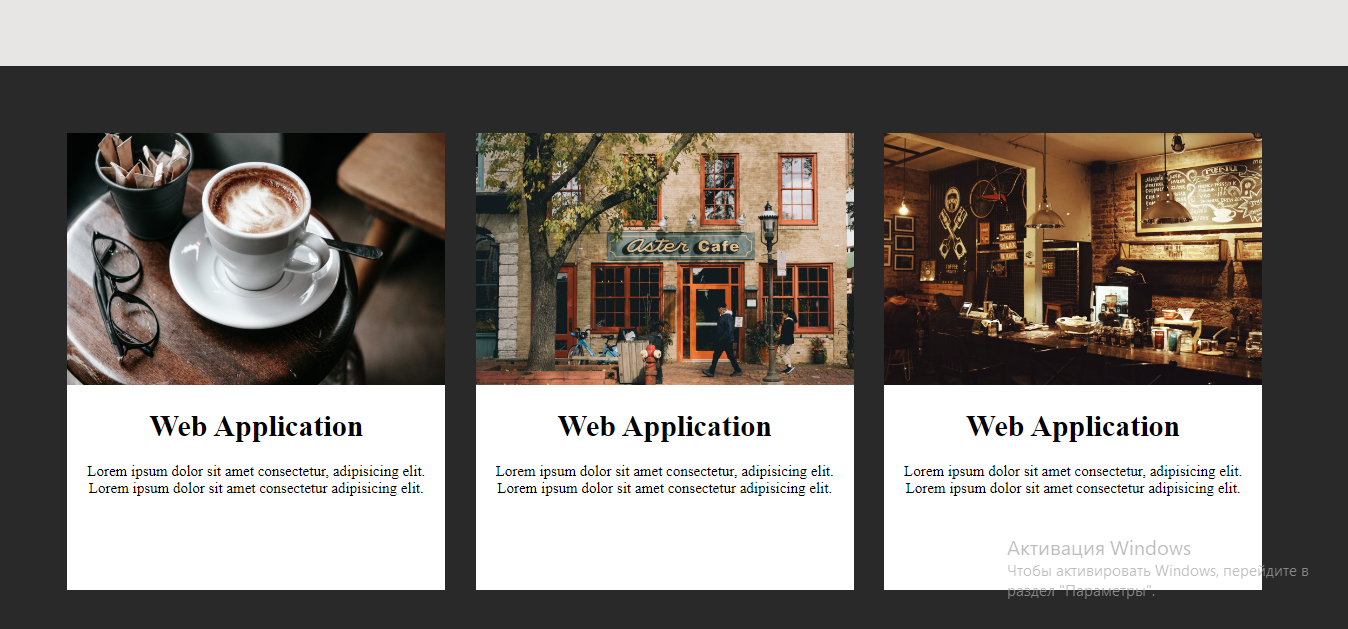 Aster Cafe
MENU
Web Application
Lorem ipsum dolor sit amet consectetur, adipisicing elit.
Lorem ipsum dolor sit amet consectetur adipisicing elit.
Web Application
Lorem ipsum dolor sit amet consectetur, adipisicing elit.
Lorem ipsum dolor sit amet consectetur adipisicing elit.
Web Application
Lorem ipsum dolor sit amet consectetur, adipisicing elit.
Lorem ipsum dolor sit amet consectetur adipisicing elit.
Активация Windows
Чтобы активировать Windows, перейдите в
раздел "Параметры".